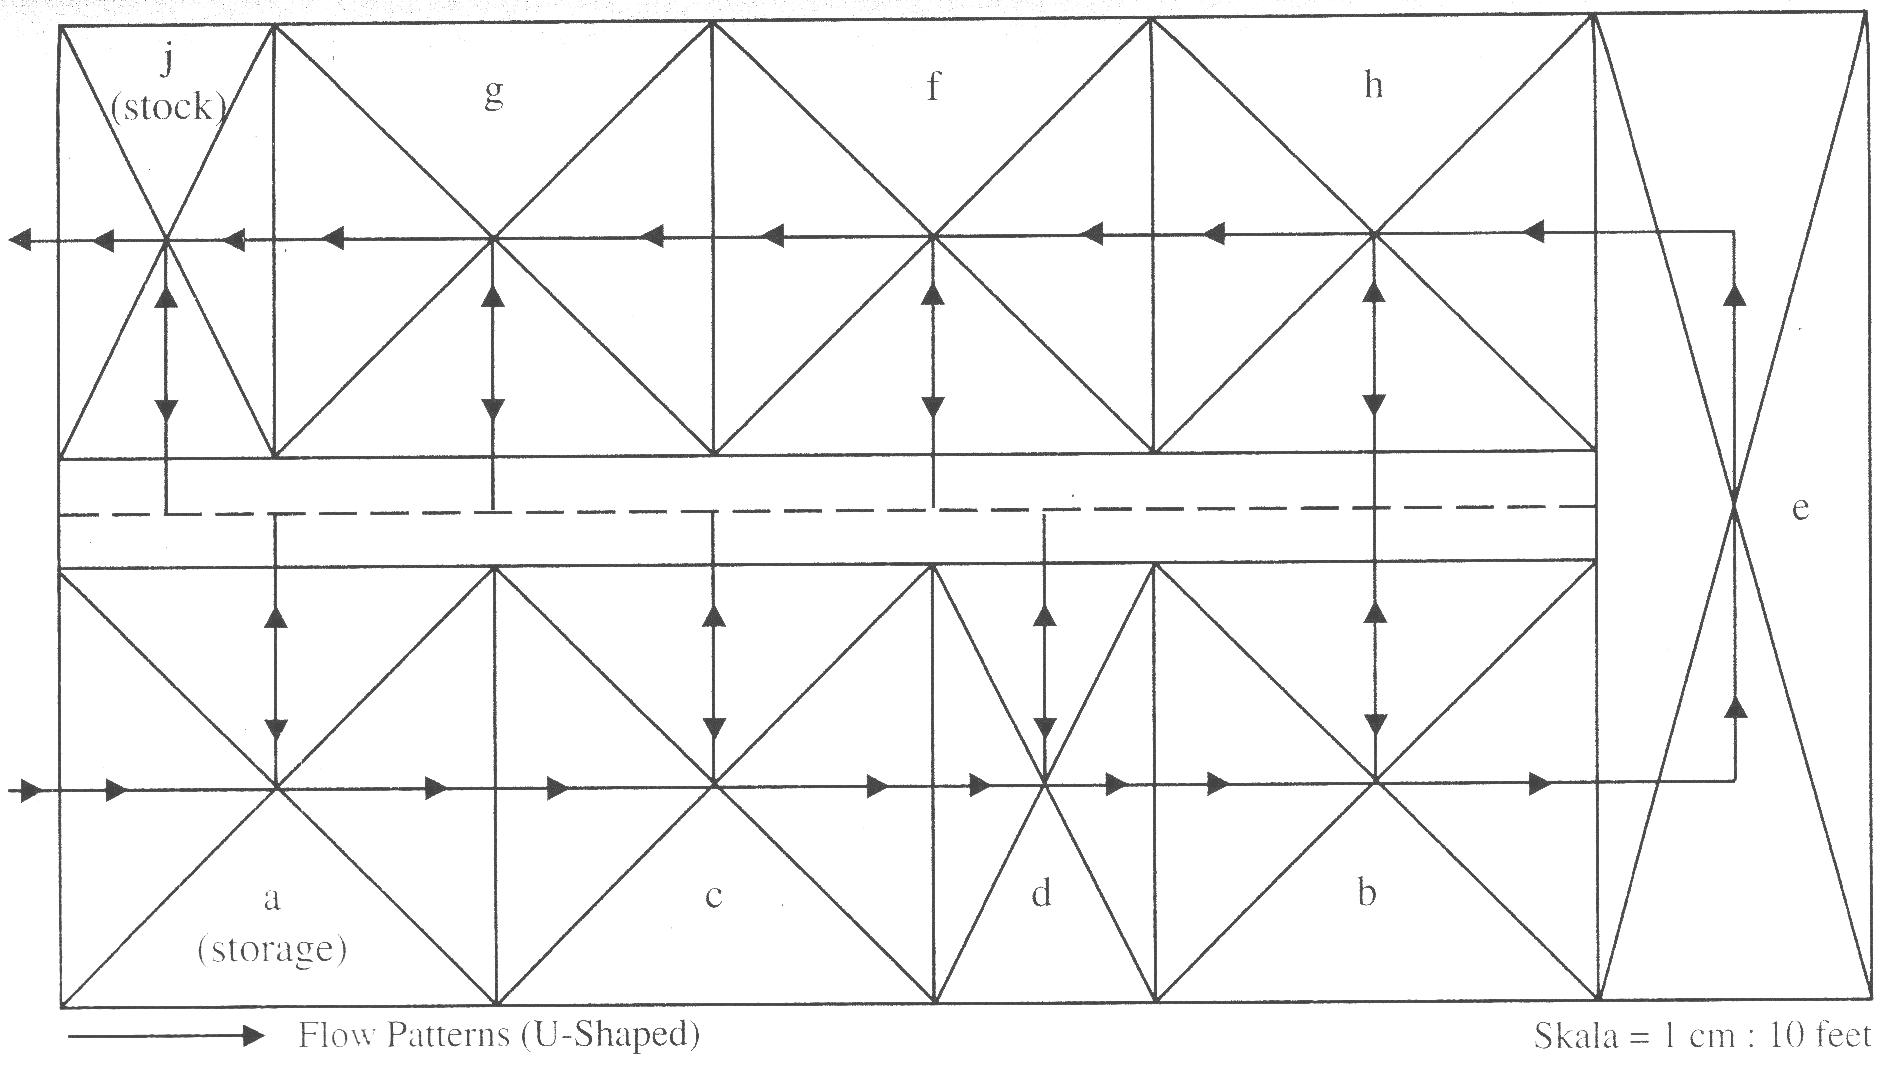 j
(stock)
g
f
h
e
a
(storage)
c
d
b
Flow Patterns (U-Shaped)
Skala = 1 cm : 10 feet